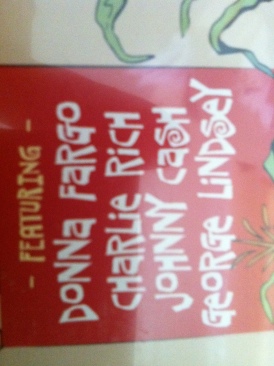 - FEATURING -
DONNA FARGO
CHARLIE RICH
JOHNNY CASH
GEORGE LINDSEY